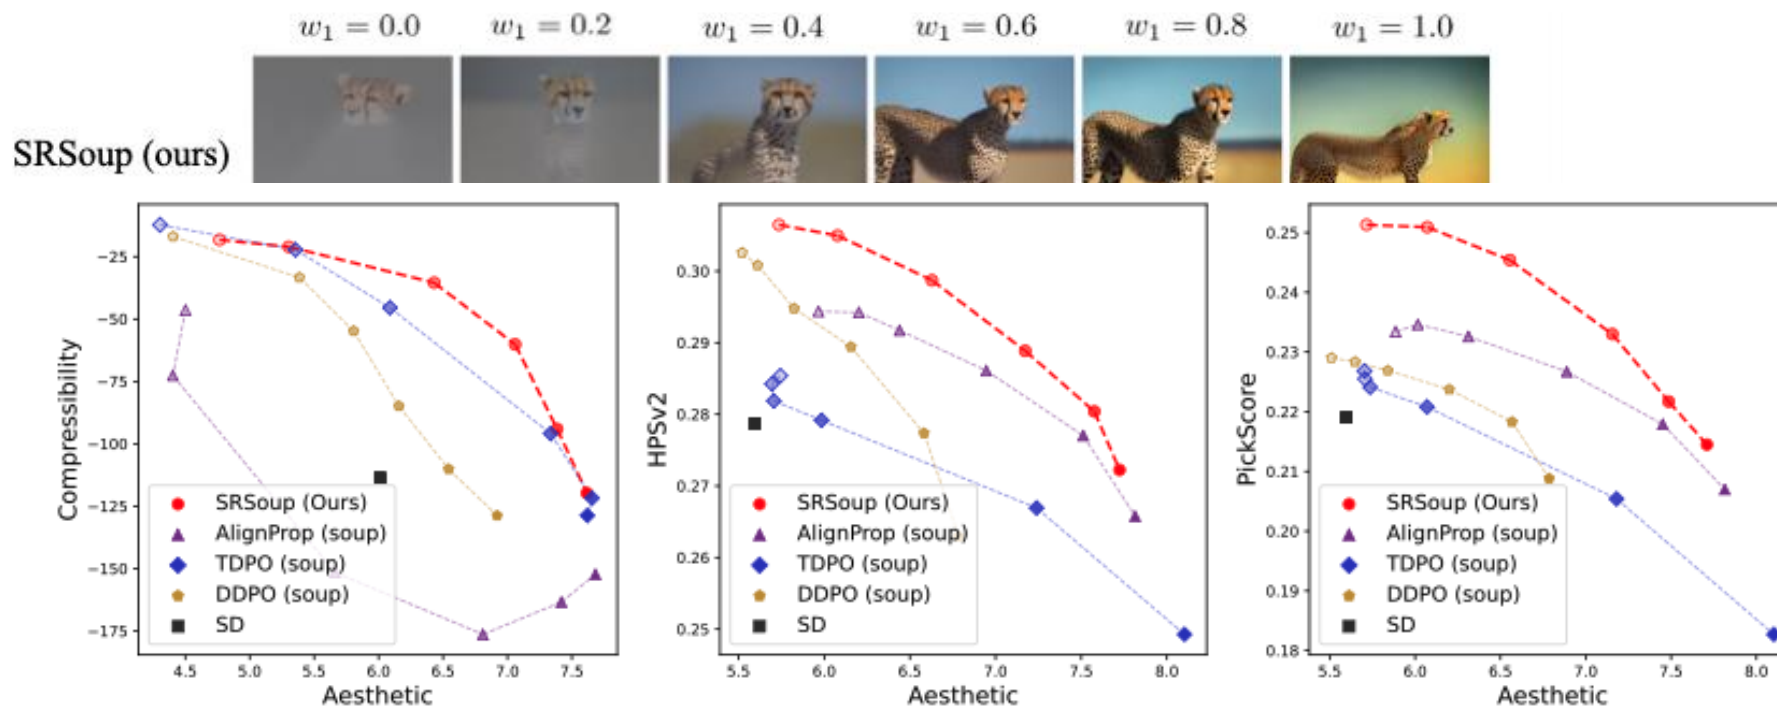 w₁ = 0.0 w₁ = 0.2 w₁ = 0.4 w₁ = 0.6 w₁ = 0.8 w₁ = 1.0
SRSoup (ours)
Compressibility
−25
−50
−75
−100
−125
−150
−175
SRSoup (Ours)
AlignProp (soup)
TDPO (soup)
DDPO (soup)
SD
4.5 5.0 5.5 6.0 6.5 7.0 7.5
Aesthetic
HPSv2
0.30
0.29
0.28
0.27
0.26
0.25
SRSoup (Ours)
AlignProp (soup)
TDPO (soup)
DDPO (soup)
SD
5.5 6.0 6.5 7.0 7.5 8.0
Aesthetic
PickScore
0.25
0.24
0.23
0.22
0.21
0.20
0.19
0.18
SRSoup (Ours)
AlignProp (soup)
TDPO (soup)
DDPO (soup)
SD
5.5 6.0 6.5 7.0 7.5 8.0
Aesthetic